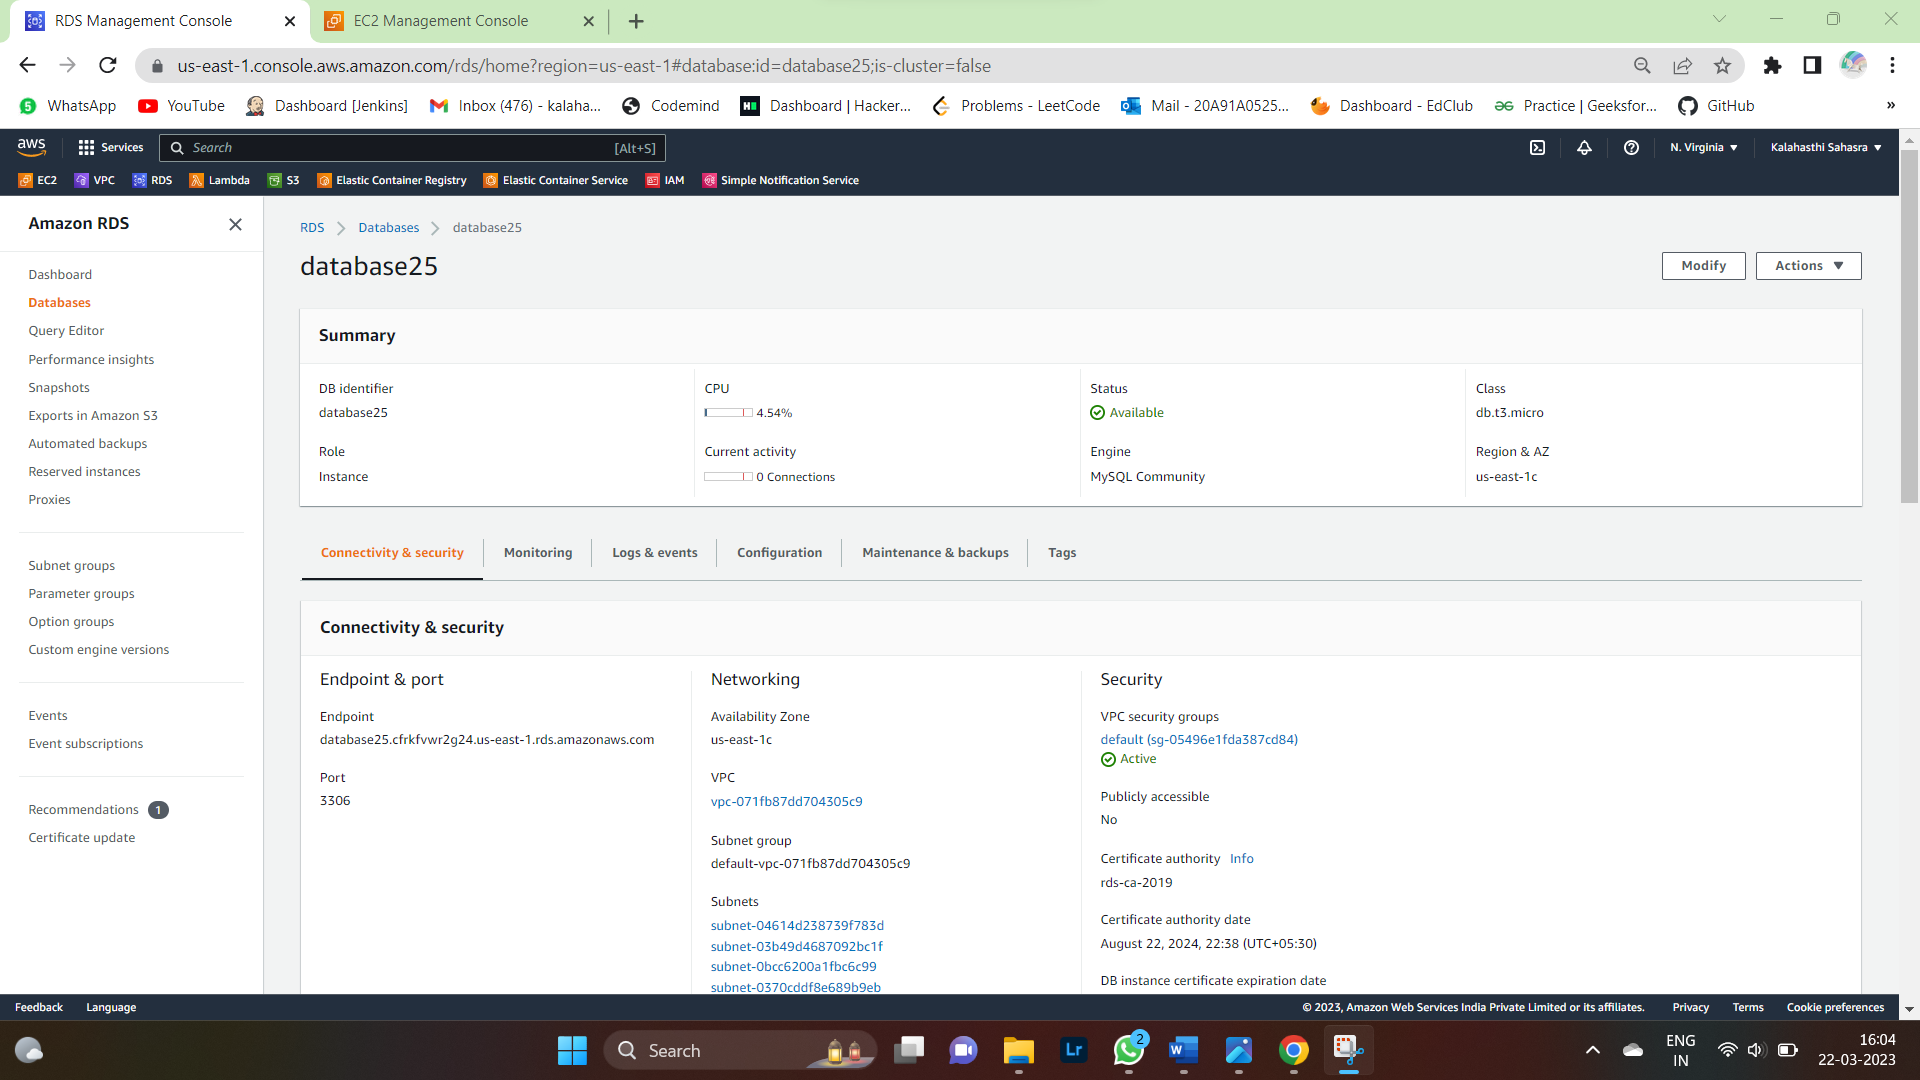 RDS Management Console
EC2 Management Console
us-east-1.console.aws.amazon.com/rds/home?region=us-east-1#database:id=database25;is-cluster=false
WhatsApp YouTube Dashboard [Jenkins] Inbox (476) - kalaha... Codemind Dashboard | Hacker... Problems - LeetCode Mail - 20A91A0525... Dashboard - EdClub Practice | Geeksfor... GitHub »
aws Services Search [Alt+S] N. Virginia Kalahasthi Sahasra
EC2 VPC RDS Lambda S3 Elastic Container Registry Elastic Container Service IAM Simple Notification Service
Amazon RDS
Dashboard
Databases
Query Editor
Performance insights
Snapshots
Exports in Amazon S3
Automated backups
Reserved instances
Proxies
Subnet groups
Parameter groups
Option groups
Custom engine versions
Events
Event subscriptions
Recommendations 1
Certificate update
RDS Databases database25
database25
Modify Actions
Summary
DB identifier
database25
CPU
4.54%
Status
Available
Class
db.t3.micro
Role
Instance
Current activity
0 Connections
Engine
MySQL Community
Region & AZ
us-east-1c
Connectivity & security Monitoring Logs & events Configuration Maintenance & backups Tags
Connectivity & security
Endpoint & port
Endpoint
database25.cfrkfvwr2g24.us-east-1.rds.amazonaws.com
Port
3306
Networking
Availability Zone
us-east-1c
VPC
vpc-071fb87dd704305c9
Subnet group
default-vpc-071fb87dd704305c9
Subnets
subnet-04614d238739f783d
subnet-03b49d4687092bc1f
subnet-0bcc6200a1fbc6c99
subnet-0370cddf8e689b9eb
Security
VPC security groups
default (sg-05496e1fda387cd84)
Active
Publicly accessible
No
Certificate authority Info
rds-ca-2019
Certificate authority date
August 22, 2024, 22:38 (UTC+05:30)
DB instance certificate expiration date
Feedback Language © 2023, Amazon Web Services India Private Limited or its affiliates. Privacy Terms Cookie preferences
Search
Lr
2
W
ENG
IN
16:04
22-03-2023